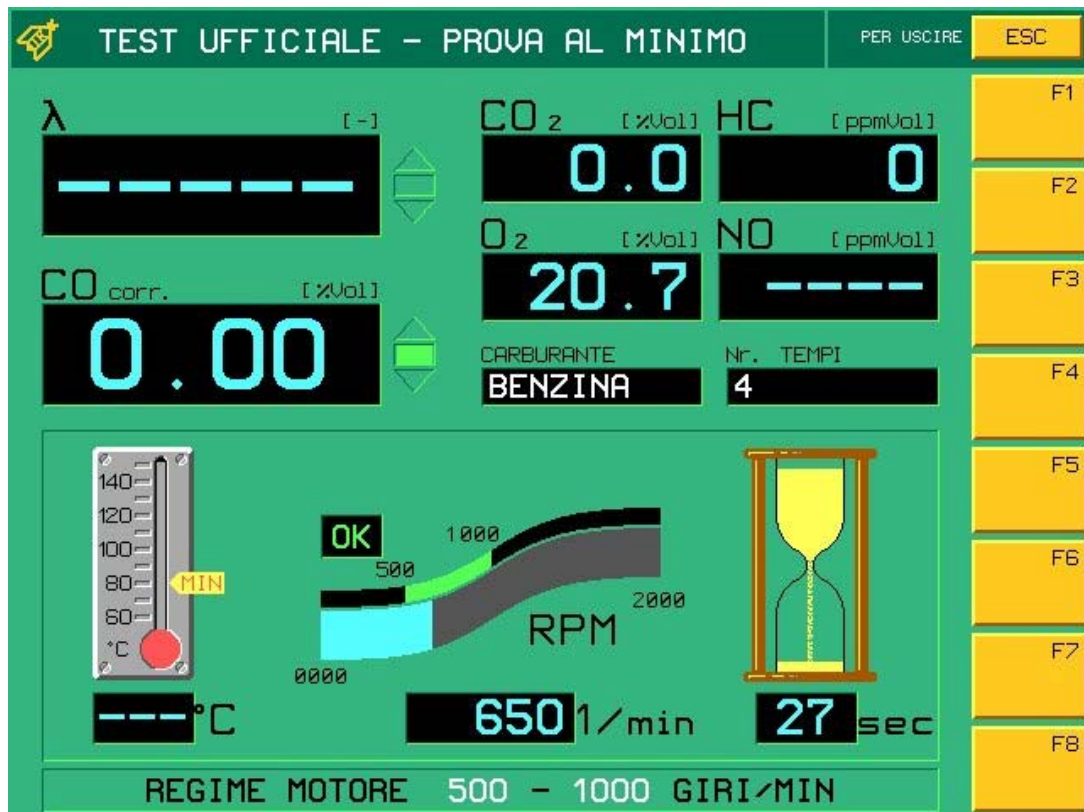 TEST UFFICIALE - PROVA AL MINIMO
PER USCIRE
ESC
λ [-]
-----
CO corr. [%Vol]
0.00
CO2 [%Vol]
0.0
HC [ppmVol]
0
O2 [%Vol]
20.7
NO [ppmVol]
----
CARBURANTE
BENZINA
Nr. TEMPI
4
140
120
100
80
60
°C
MIN
---°C
OK
0000
500
1000
2000
RPM
650 1/min
27 sec
REGIME MOTORE 500 - 1000 GIRI/MIN
F1
F2
F3
F4
F5
F6
F7
F8